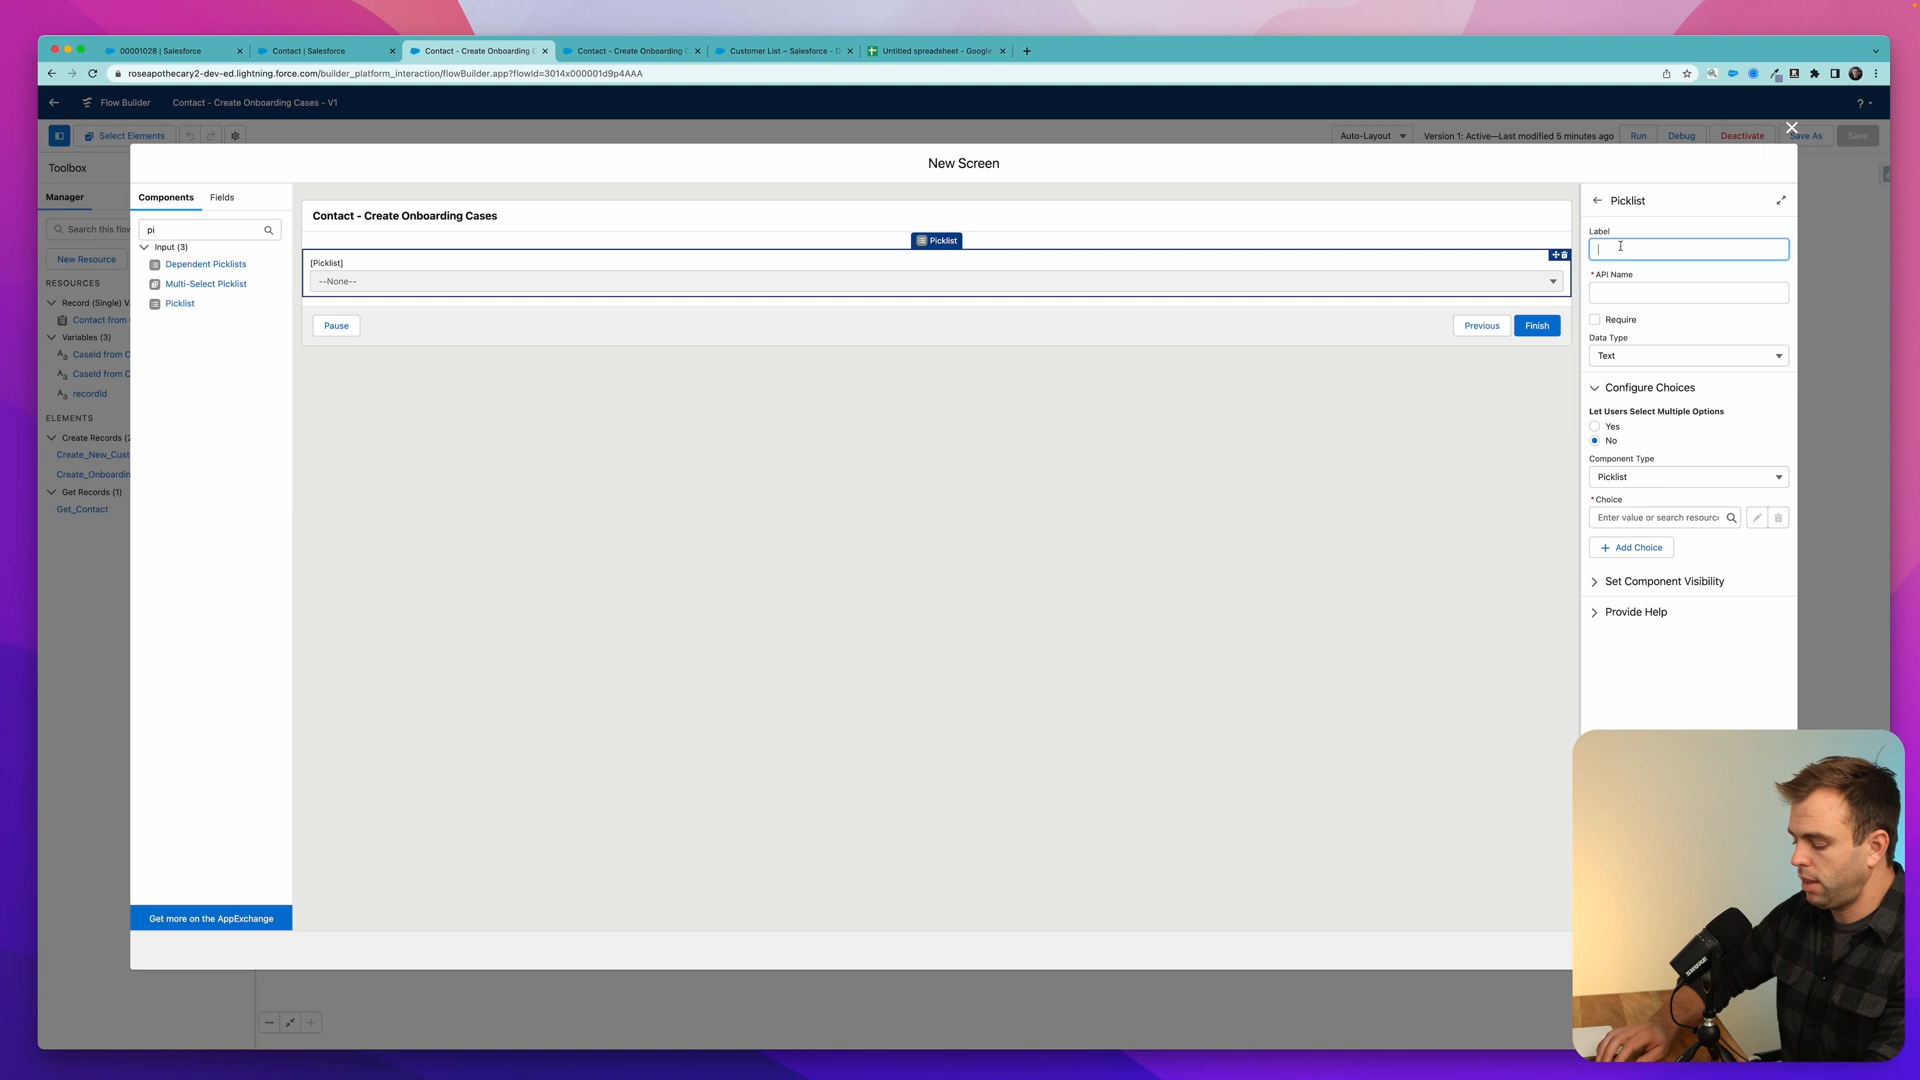 00001028 | Salesforce
Contact | Salesforce
Contact - Create Onboarding C
Contact - Create Onboarding C
Customer List ~ Salesforce - D
Untitled spreadsheet - Google
roseapothecary2-dev-ed.lightning.force.com/builder_platform_interaction/flowBuilder.app?flowId=3014x000001d9p4AAA
Flow Builder
Contact - Create Onboarding Cases - V1
?
Select Elements
Auto-Layout
Version 1: Active—Last modified 5 minutes ago
Run
Debug
Deactivate
Save As
Save
Toolbox
New Screen
Manager
Components
Fields
Picklist
Search this flow
pi
Contact - Create Onboarding Cases
Label
New Resource
Input (3)
Picklist
RESOURCES
Dependent Picklists
[Picklist]
* API Name
Record (Single) V
Multi-Select Picklist
--None--
Contact from
Picklist
Require
Variables (3)
Pause
Previous
Finish
Data Type
Text
CaseId from C
CaseId from C
recordId
Configure Choices
Let Users Select Multiple Options
ELEMENTS
Yes
No
Create Records (2
Create_New_Cust
Component Type
Create_Onboardin
Picklist
Get Records (1)
* Choice
Get_Contact
Enter value or search resourc
Add Choice
Set Component Visibility
Provide Help
Get more on the AppExchange
SHURE